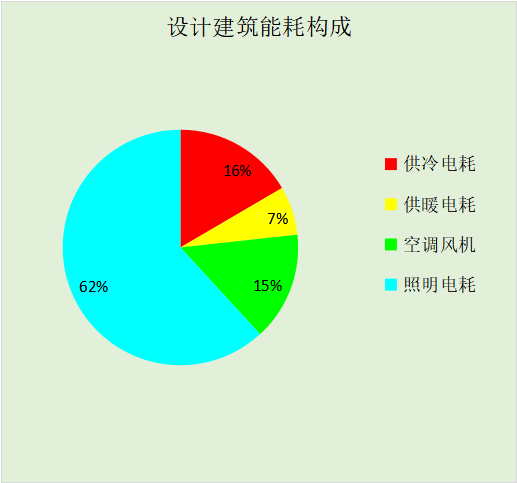 设计建筑能耗构成
16%
7%
15%
62%
供冷电耗
供暖电耗
空调风机
照明电耗